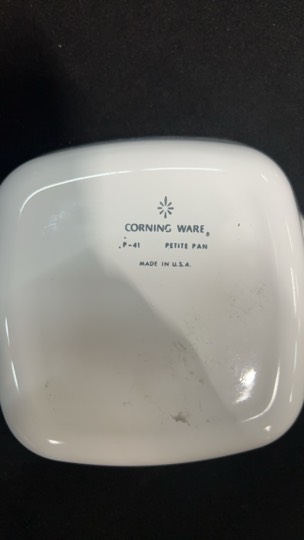 CORNING WARE®
P-41 PETITE PAN
MADE IN U.S.A.